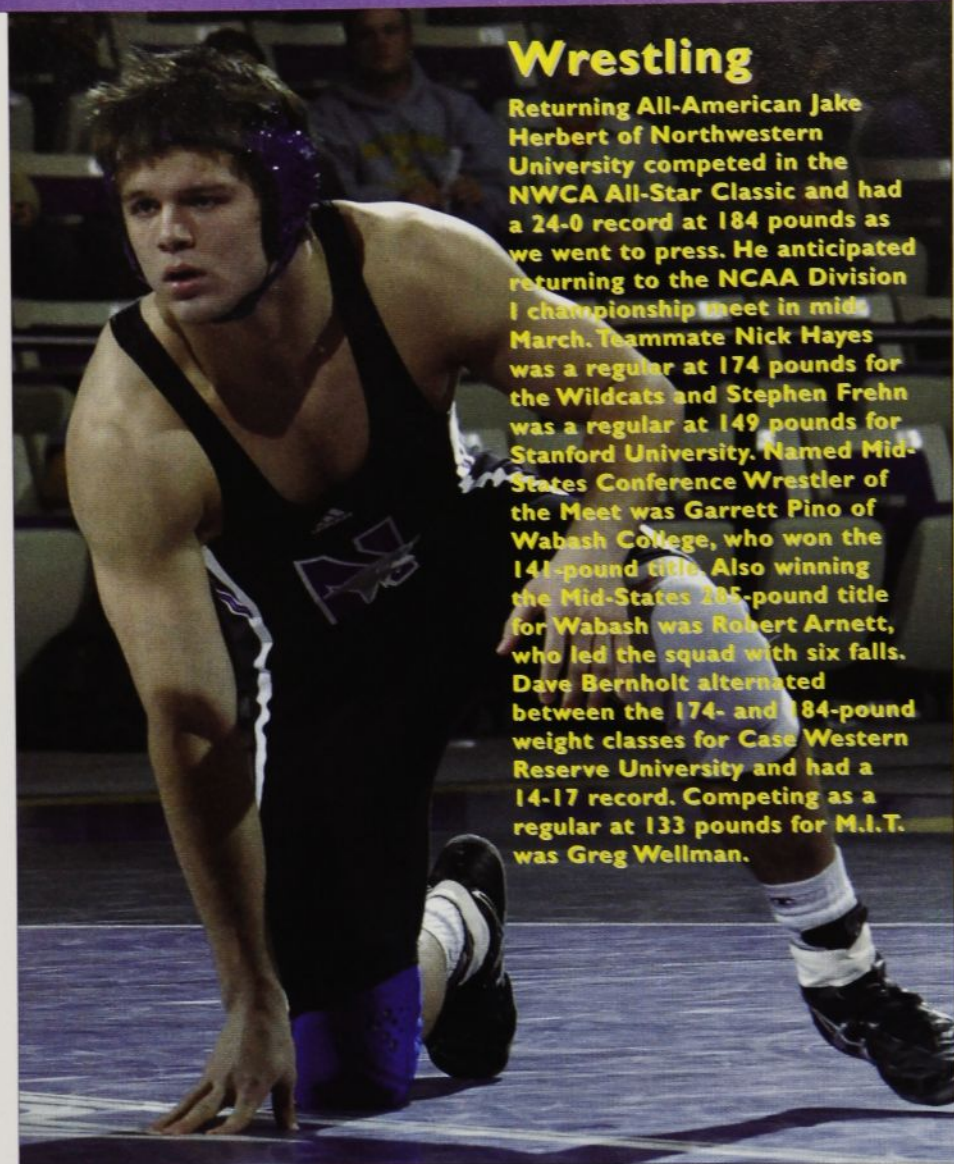 Wrestling
Returning All-American Jake
Herbert of Northwestern
University competed in the
NWCA All-Star Classic and had
a 24-0 record at 184 pounds as
we went to press. He anticipated
returning to the NCAA Division
I championship meet in mid-
March. Teammate Nick Hayes
was a regular at 174 pounds for
the Wildcats and Stephen Frehn
was a regular at 149 pounds for
Stanford University. Named Mid-
States Conference Wrestler of
the Meet was Garrett Pino of
Wabash College, who won the
141-pound title. Also winning
the Mid-States 285-pound title
for Wabash was Robert Arnett,
who led the squad with six falls.
Dave Bernholt alternated
between the 174- and 184-pound
weight classes for Case Western
Reserve University and had a
14-17 record. Competing as a
regular at 133 pounds for M.I.T.
was Greg Wellman.
N